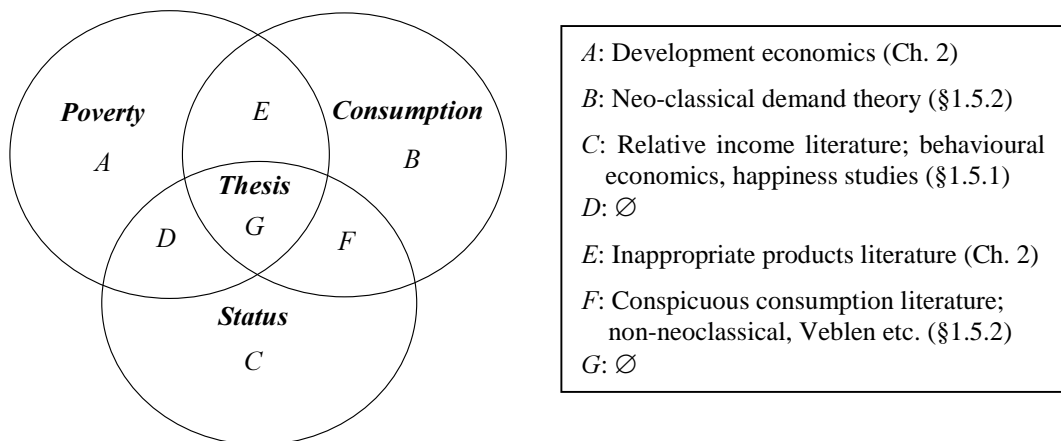 Poverty
A
E
Consumption
B
Thesis
G
D
F
Status
C
A: Development economics (Ch. 2)
B: Neo-classical demand theory (§1.5.2)
C: Relative income literature; behavioural
economics, happiness studies (§1.5.1)
D: ∅
E: Inappropriate products literature (Ch. 2)
F: Conspicuous consumption literature;
non-neoclassical, Veblen etc. (§1.5.2)
G: ∅